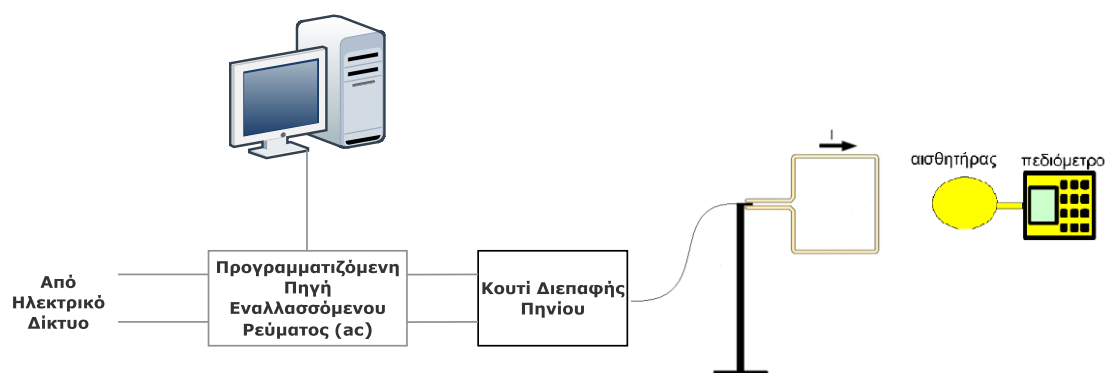 Από
Ηλεκτρικό
Δίκτυο
Προγραμματιζόμενη
Πηγή
Εναλλασσόμενου
Ρεύματος (ac)
Κουτί Διεπαφής
Πηνίου
I
αισθητήρας
πεδιόμετρο